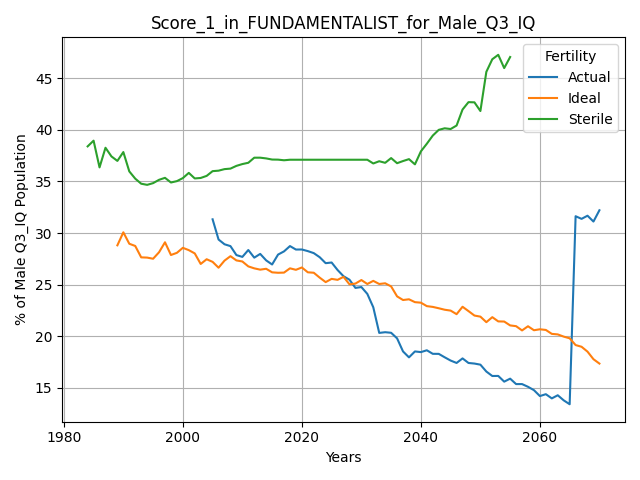 Score_1_in_FUNDAMENTALIST_for_Male_Q3_IQ
Fertility
Actual
Ideal
Sterile
% of Male Q3_IQ Population
45
40
35
30
25
20
15
1980
2000
2020
2040
2060
Years